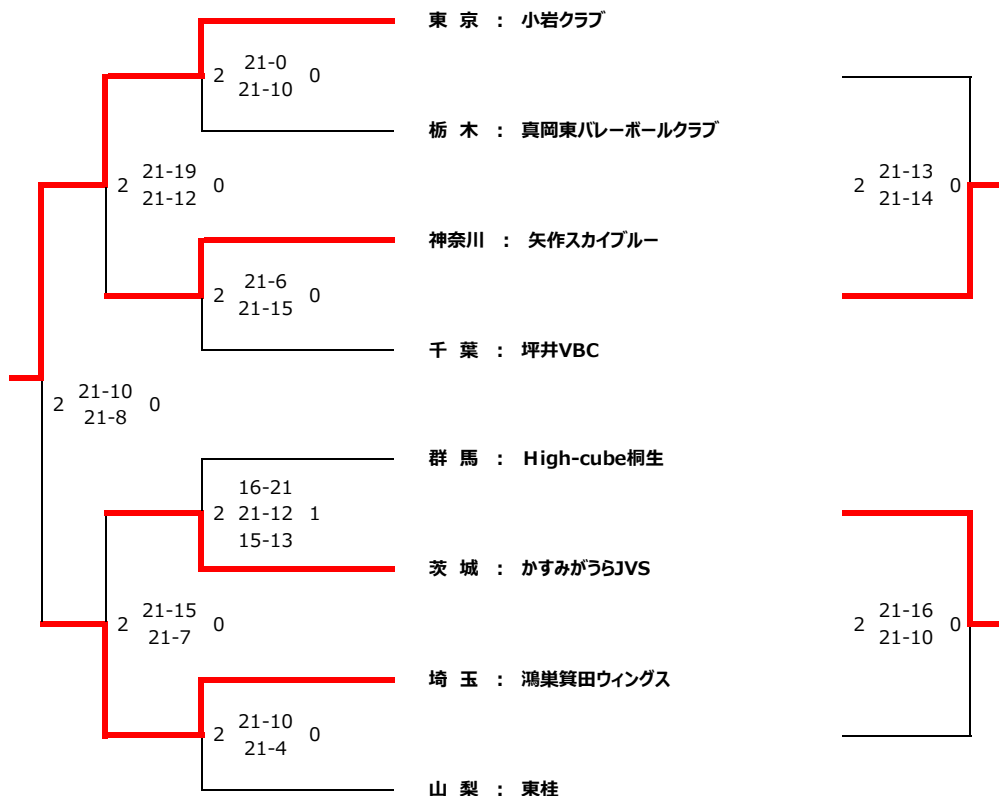 東 京 : 小岩クラブ
2 21-0 0
21-10
栃 木 : 真岡東バレーボールクラブ
2 21-19 0
21-12
2 21-13 0
21-14
神奈川 : 矢作スカイブルー
2 21-6 0
21-15
千 葉 : 坪井VBC
2 21-10 0
21-8
群 馬 : High-cube桐生
16-21
2 21-12 1
15-13
茨 城 : かすみがうらJVS
2 21-15 0
21-7
2 21-16 0
21-10
埼 玉 : 鴻巣箕田ウィングス
2 21-10 0
21-4
山 梨 : 東桂